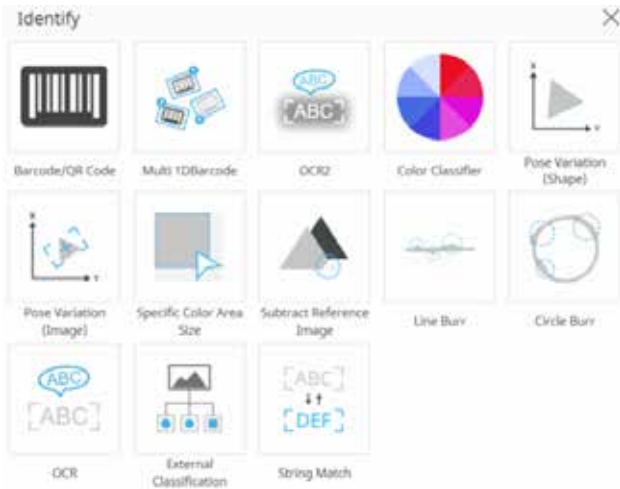 Identify
Barcode/QR Code
Multi 1DBarcode
ABC
[ABC]
OCR2
Color Classifier
X
Y
Pose Variation
(Shape)
X
Y
Pose Variation
(Image)
Specific Color Area
Size
Subtract Reference
Image
Line Burr
Circle Burr
ABC
[ABC]
OCR
External
Classification
[ABC]
[DEF]
String Match